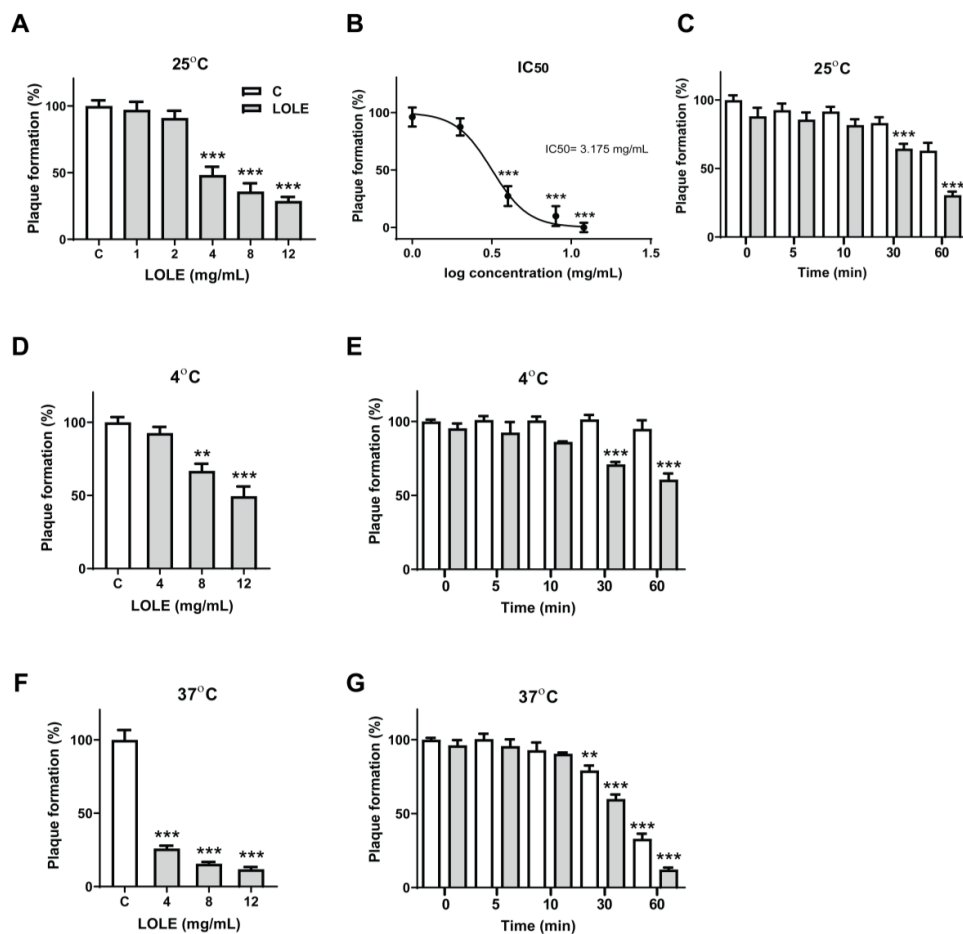 A
25°C
Plaque formation (%)
100
50
0
C
LOLE
***
***
***
C
1
2
4
8
12
LOLE (mg/mL)
B
IC50
Plaque formation (%)
100
50
0
IC50= 3.175 mg/mL
***
***
***
0.0
0.5
1.0
1.5
log concentration (mg/mL)
C
25°C
Plaque formation (%)
100
50
0
***
***
0
5
10
30
60
Time (min)
D
4°C
Plaque formation (%)
100
50
0
**
***
C
4
8
12
LOLE (mg/mL)
E
4°C
Plaque formation (%)
100
50
0
***
***
0
5
10
30
60
Time (min)
F
37°C
Plaque formation (%)
100
50
0
***
***
***
C
4
8
12
LOLE (mg/mL)
G
37°C
Plaque formation (%)
100
50
0
**
***
***
***
0
5
10
30
60
Time (min)